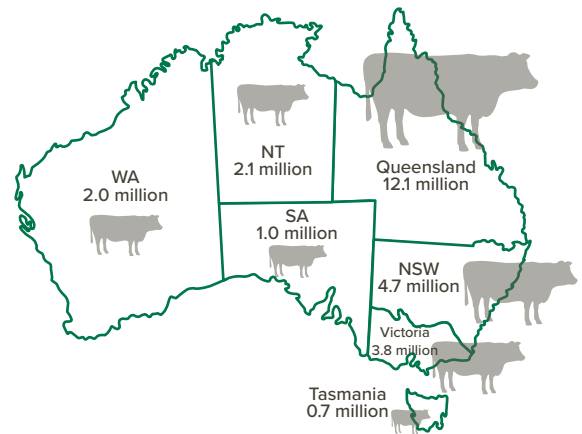 NT
2.1 million
Queensland
12.1 million
WA
2.0 million
SA
1.0 million
NSW
4.7 million
Victoria
3.8 million
Tasmania
0.7 million